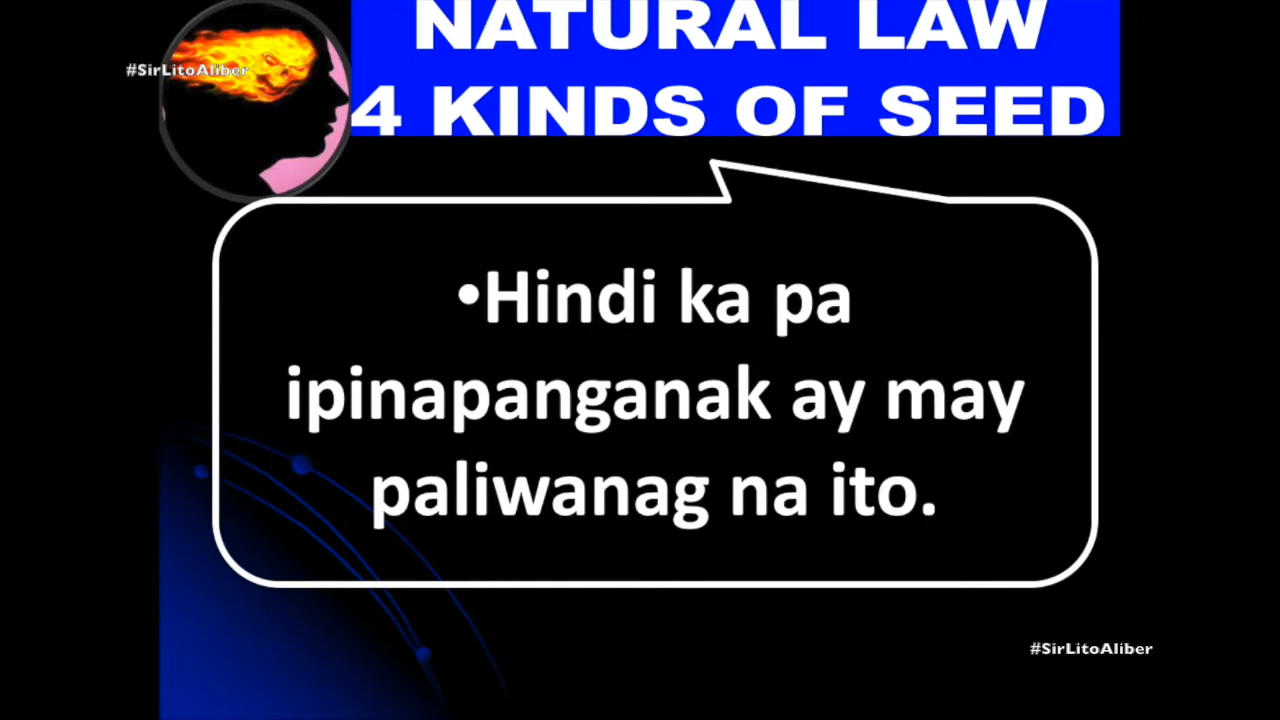 NATURAL LAW
#SirLitoAliber
4 KINDS OF SEED
•Hindi ka pa
ipinapanganak ay may
paliwanag na ito.
#SirLitoAliber